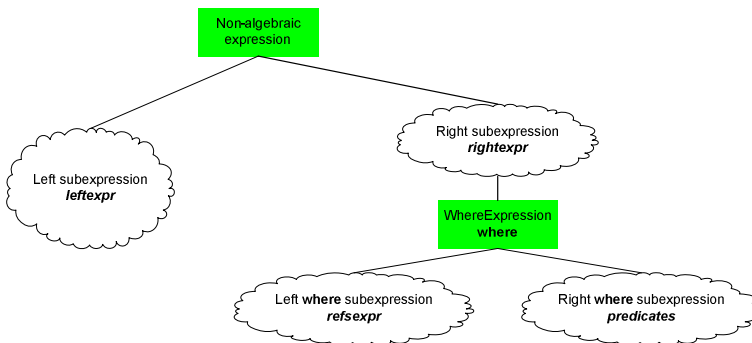 Non-algebraic
expression
Right subexpression
rightexpr
Left subexpression
leftexpr
WhereExpression
where
Left where subexpression
refsexpr
Right where subexpression
predicates